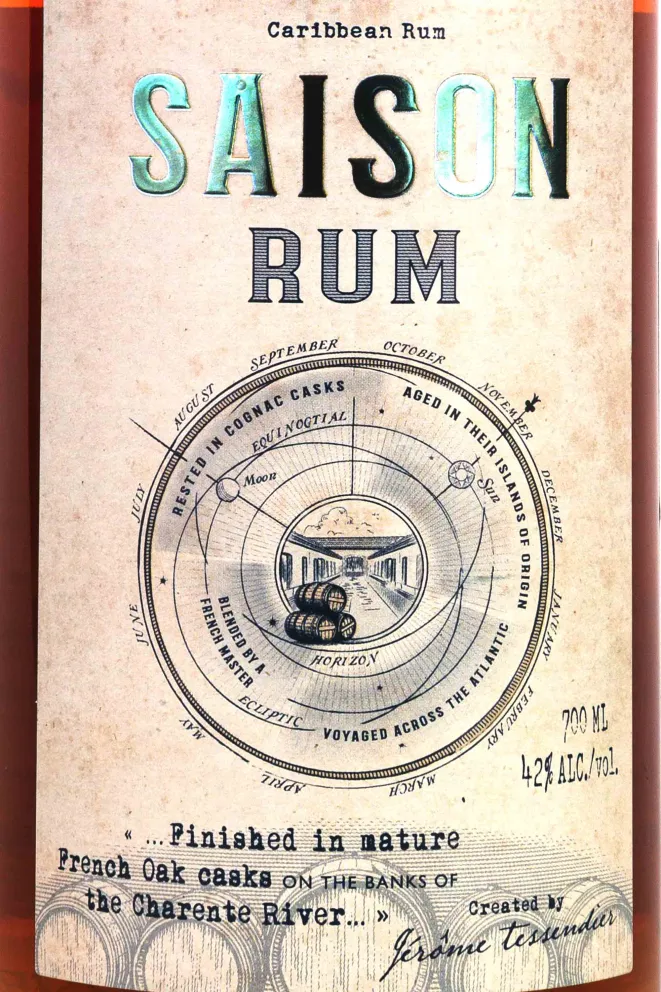 Caribbean Rum
SAISON
RUM
SEPTEMBER
OCTOBER
NOVEMBER
DECEMBER
JANUARY
FEBRUARY
MARCH
APRIL
MAY
JUNE
JULY
AUGUST
RESTED IN COGNAC CASKS
AGED IN THEIR ISLANDS OF ORIGIN
EQUINOCTIAL
Moon
Sun
BLENDED BY A
FRENCH MASTER
HORIZON
ECLIPTIC
VOYAGED ACROSS THE ATLANTIC
700 ML
42% ALC./vol.
« ...Finished in mature
French Oak casks ON THE BANKS OF
the Charente River... »
Created by
Jérôme tessendier